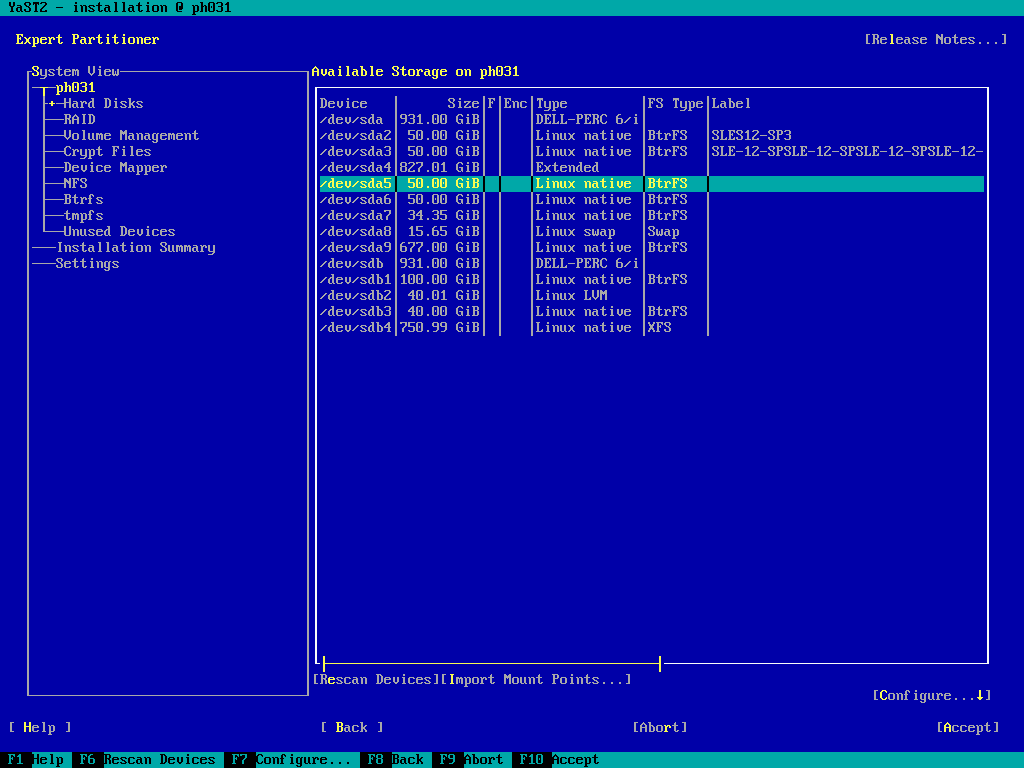 YaST2 - installation @ ph031
Expert Partitioner [Release Notes...]
System View
ph031
+-Hard Disks
RAID
Volume Management
Crypt Files
Device Mapper
NFS
Btrfs
tmpfs
Unused Devices
Installation Summary
Settings
Available Storage on ph031
Device | Size|F|Enc|Type |FS Type|Label
/dev/sda |931.00 GiB| | |DELL-PERC 6/i| |
/dev/sda2| 50.00 GiB| | |Linux native |BtrFS |SLES12-SP3
/dev/sda3| 50.00 GiB| | |Linux native |BtrFS |SLE-12-SPSLE-12-SPSLE-12-SPSLE-12-
/dev/sda4|827.01 GiB| | |Extended | |
/dev/sda5| 50.00 GiB| | |Linux native |BtrFS |
/dev/sda6| 50.00 GiB| | |Linux native |BtrFS |
/dev/sda7| 34.35 GiB| | |Linux native |BtrFS |
/dev/sda8| 15.65 GiB| | |Linux swap |Swap |
/dev/sda9|677.00 GiB| | |Linux native |BtrFS |
/dev/sdb |931.00 GiB| | |DELL-PERC 6/i| |
/dev/sdb1|100.00 GiB| | |Linux native |BtrFS |
/dev/sdb2| 40.01 GiB| | |Linux LVM | |
/dev/sdb3| 40.00 GiB| | |Linux native |BtrFS |
/dev/sdb4|750.99 GiB| | |Linux native |XFS |
[Rescan Devices][Import Mount Points...]
[Configure...↓]
[ Help ] [ Back ] [Abort] [Accept]
F1 Help F6 Rescan Devices F7 Configure... F8 Back F9 Abort F10 Accept